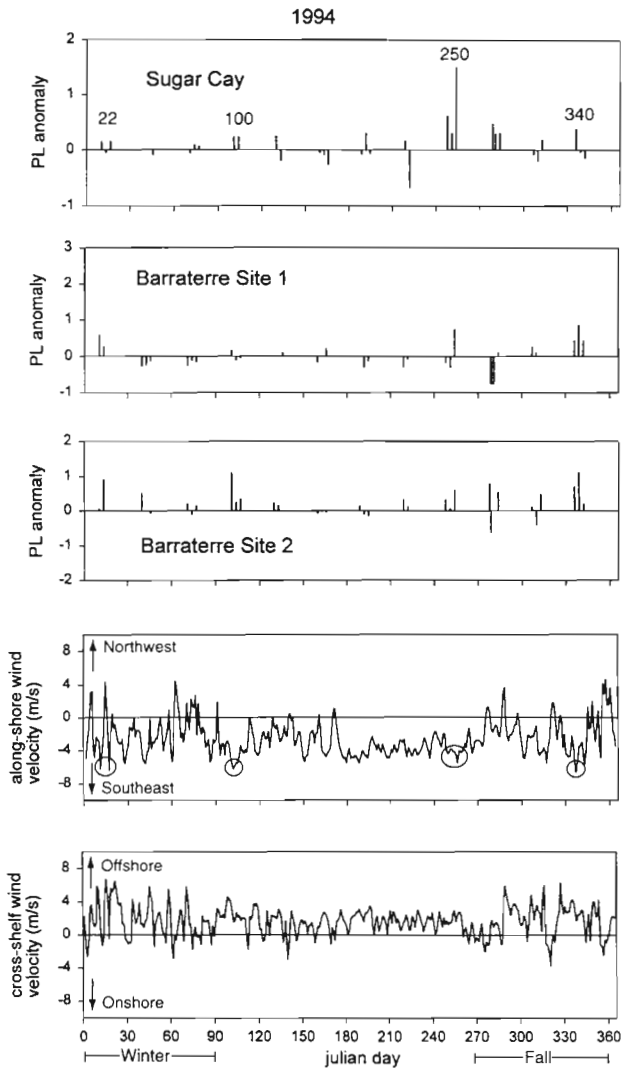 1994
2
1
0
-1
PL anomaly
Sugar Cay
22
100
250
340
3
2
1
0
-1
PL anomaly
Barraterre Site 1
2
1
0
-1
-2
PL anomaly
Barraterre Site 2
8
4
0
-4
-8
along-shore wind
velocity (m/s)
Northwest
Southeast
8
4
0
-4
-8
cross-shelf wind
velocity (m/s)
Offshore
Onshore
0 30 60 90 120 150 180 210 240 270 300 330 360
Winter julian day Fall